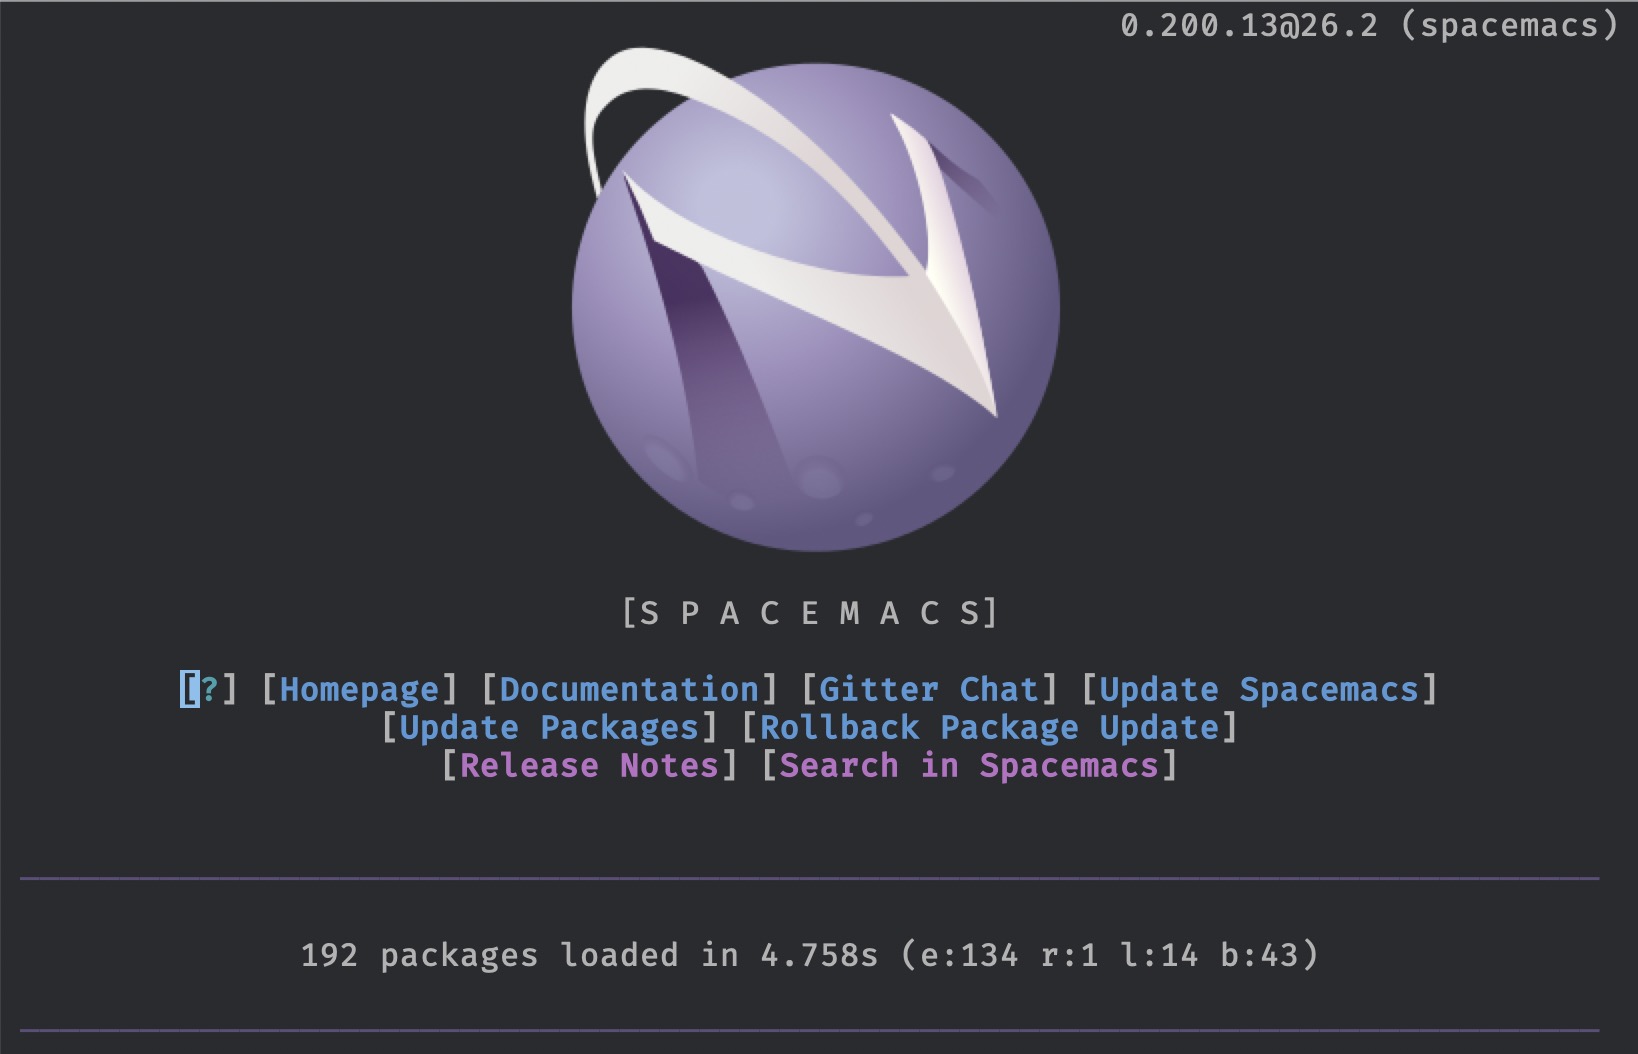 0.200.13@26.2 (spacemacs)
[S P A C E M A C S]
[?] [Homepage] [Documentation] [Gitter Chat] [Update Spacemacs]
[Update Packages] [Rollback Package Update]
[Release Notes] [Search in Spacemacs]
192 packages loaded in 4.758s (e:134 r:1 l:14 b:43)